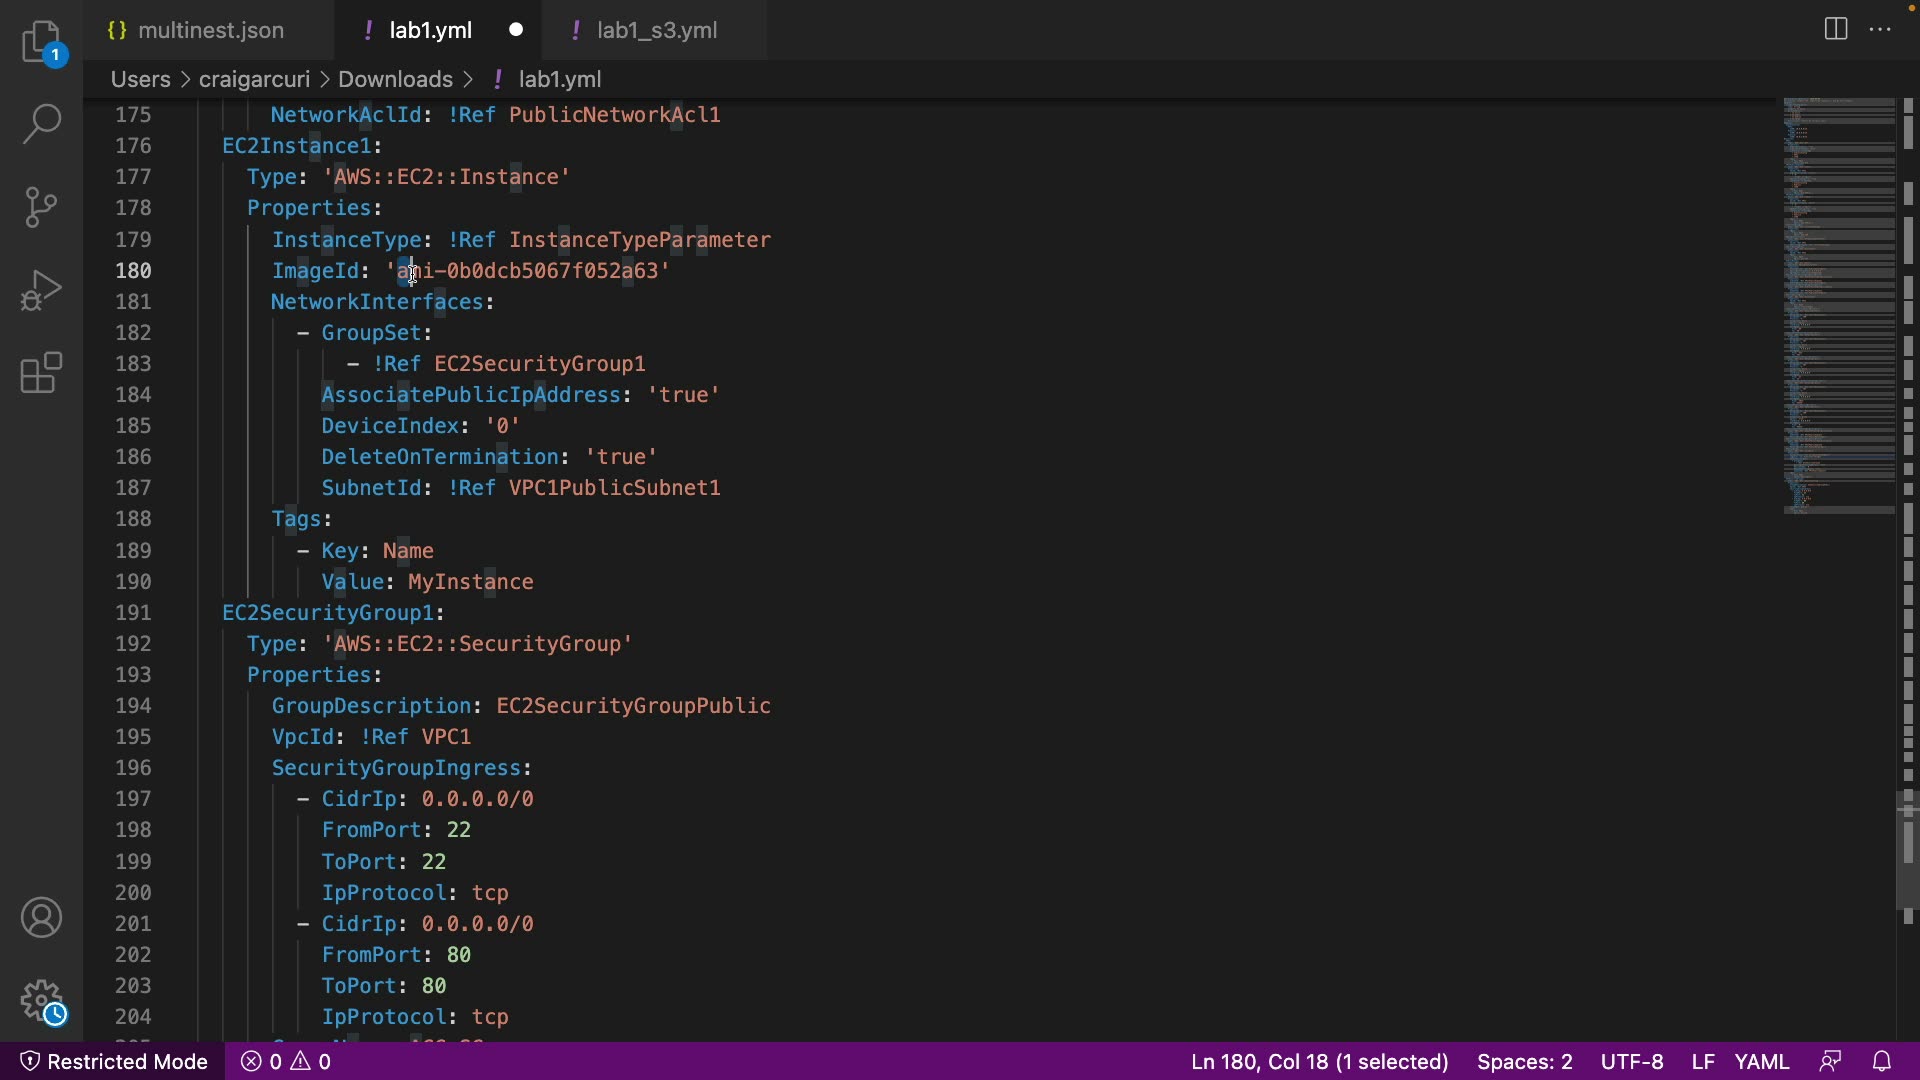 {} multinest.json
! lab1.yml
! lab1_s3.yml
1
Users > craigarcuri > Downloads > ! lab1.yml
175 NetworkAclId: !Ref PublicNetworkAcl1
176 EC2Instance1:
177 Type: 'AWS::EC2::Instance'
178 Properties:
179 InstanceType: !Ref InstanceTypeParameter
180 ImageId: 'ami-0b0dcb5067f052a63'
181 NetworkInterfaces:
182 - GroupSet:
183 - !Ref EC2SecurityGroup1
184 AssociatePublicIpAddress: 'true'
185 DeviceIndex: '0'
186 DeleteOnTermination: 'true'
187 SubnetId: !Ref VPC1PublicSubnet1
188 Tags:
189 - Key: Name
190 Value: MyInstance
191 EC2SecurityGroup1:
192 Type: 'AWS::EC2::SecurityGroup'
193 Properties:
194 GroupDescription: EC2SecurityGroupPublic
195 VpcId: !Ref VPC1
196 SecurityGroupIngress:
197 - CidrIp: 0.0.0.0/0
198 FromPort: 22
199 ToPort: 22
200 IpProtocol: tcp
201 - CidrIp: 0.0.0.0/0
202 FromPort: 80
203 ToPort: 80
204 IpProtocol: tcp
Restricted Mode 0 0 Ln 180, Col 18 (1 selected) Spaces: 2 UTF-8 LF YAML